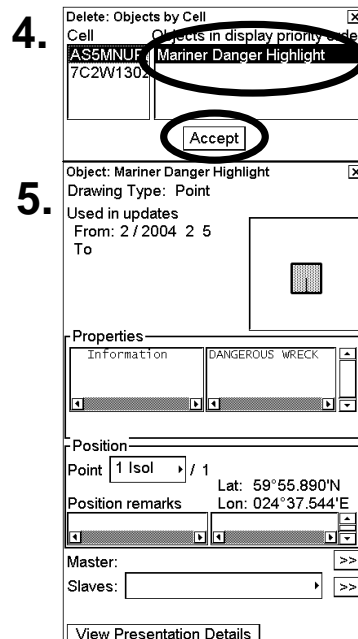 4.
Delete: Objects by Cell
Cell Objects in display priority orde
AS5MNUP Mariner Danger Highlight
7C2W1302
Accept
5.
Object: Mariner Danger Highlight
Drawing Type: Point
Used in updates
From: 2 / 2004 2 5
To
Properties
Information DANGEROUS WRECK
Position
Point 1 Isol / 1
Lat: 59°55.890'N
Position remarks Lon: 024°37.544'E
Master: >>
Slaves: >>
View Presentation Details